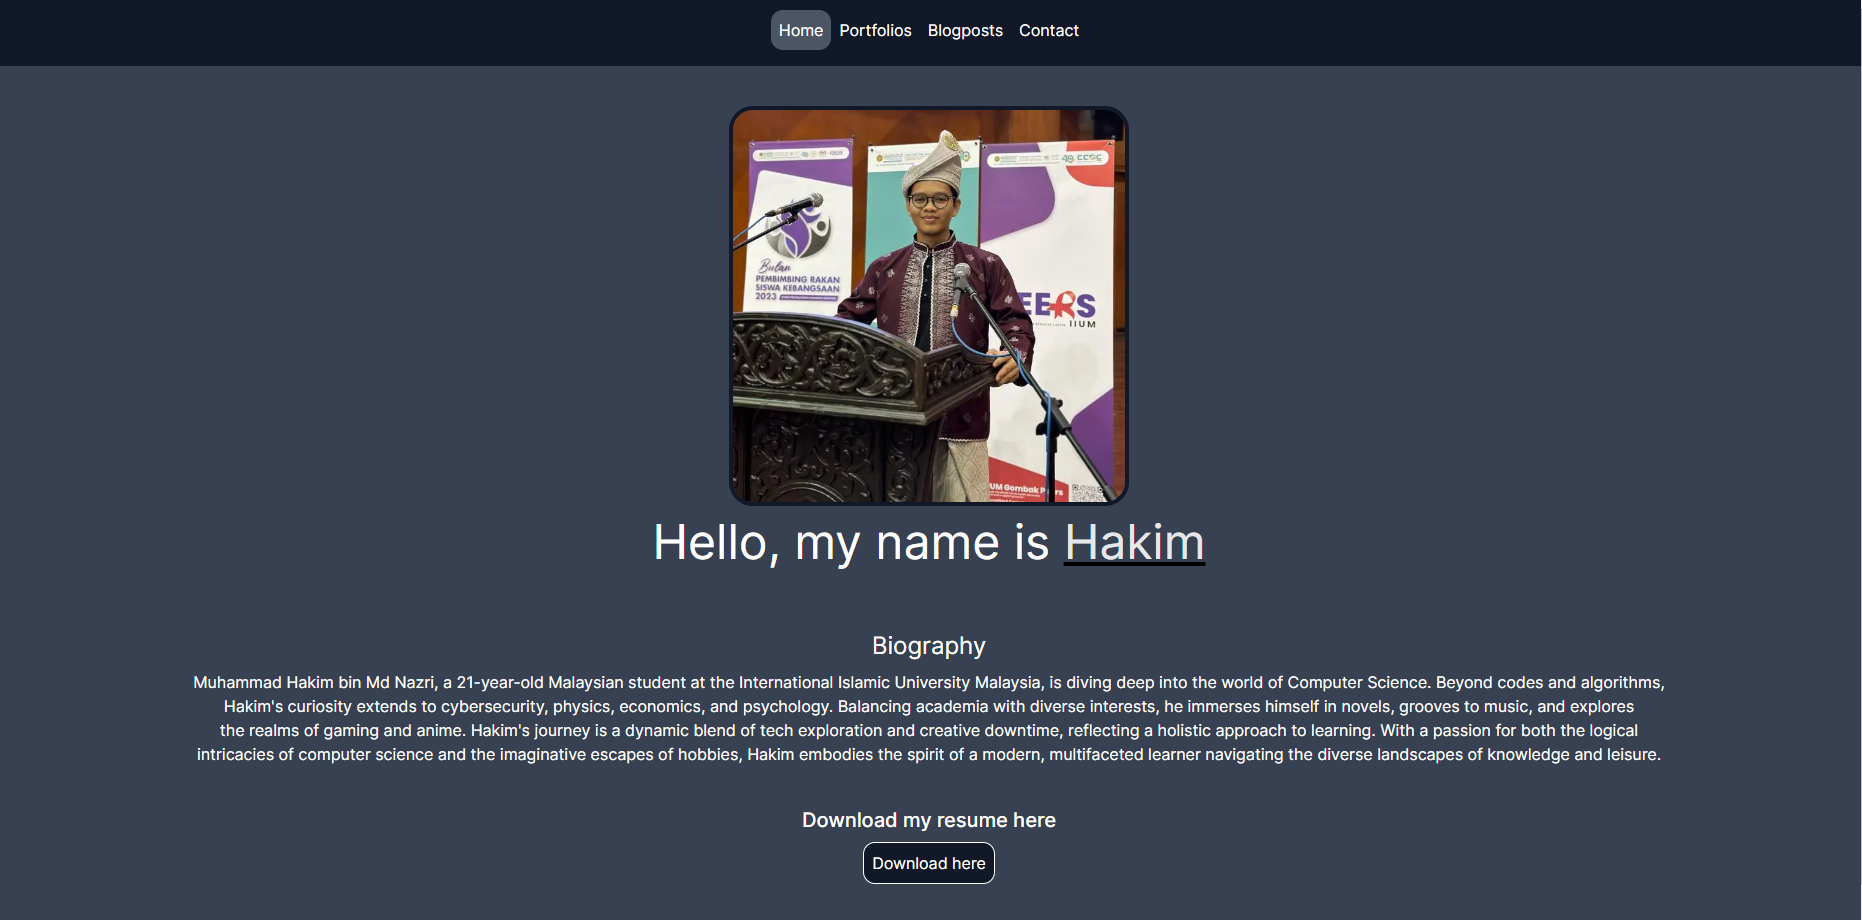 Home Portfolios Blogposts Contact
Bulan
PEMBIMBING RAKAN
SISWA KEBANGSAAN
2023
EERS
IIUM
UM Gombak P rs
Hello, my name is Hakim
Biography
Muhammad Hakim bin Md Nazri, a 21-year-old Malaysian student at the International Islamic University Malaysia, is diving deep into the world of Computer Science. Beyond codes and algorithms,
Hakim's curiosity extends to cybersecurity, physics, economics, and psychology. Balancing academia with diverse interests, he immerses himself in novels, grooves to music, and explores
the realms of gaming and anime. Hakim's journey is a dynamic blend of tech exploration and creative downtime, reflecting a holistic approach to learning. With a passion for both the logical
intricacies of computer science and the imaginative escapes of hobbies, Hakim embodies the spirit of a modern, multifaceted learner navigating the diverse landscapes of knowledge and leisure.
Download my resume here
Download here